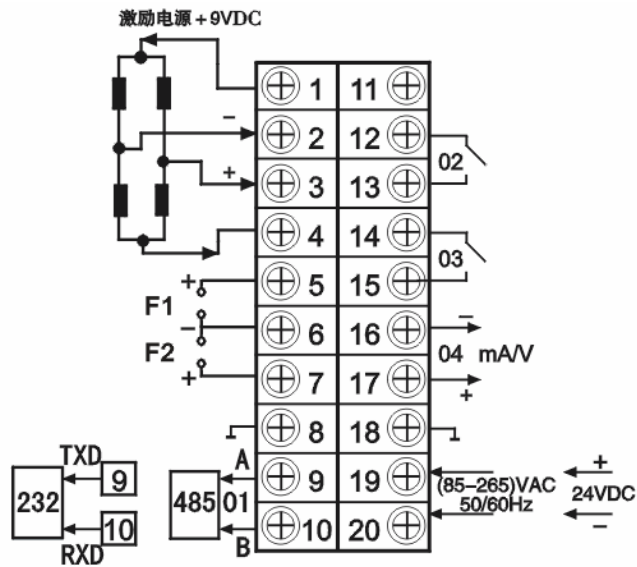 激励电源+9VDC
1 11
- 2 12
02
+ 3 13
4 14
03
+ 5 15
F1
- 6 16 -
04 mA/V
F2
+ 7 17 +
8 18
TXD A
9 9 19 (85-265)VAC +
232 485 01 24VDC
10 10 20 50/60Hz -
RXD B